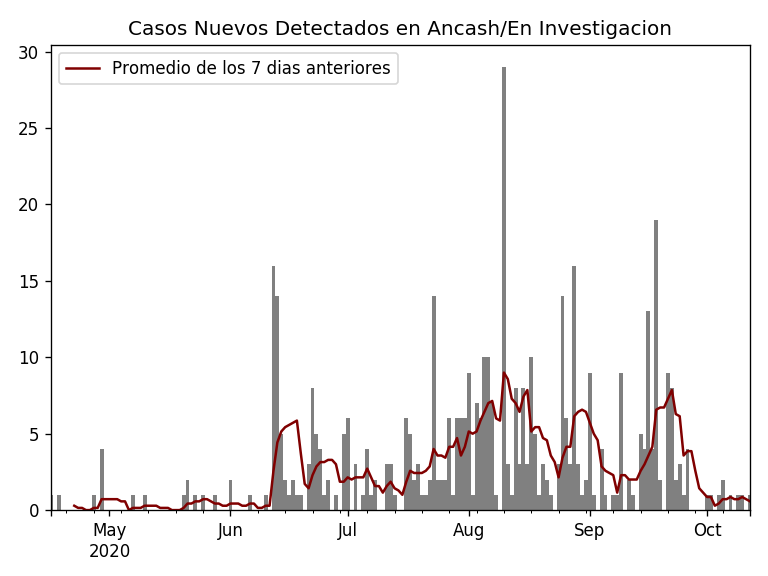 Casos Nuevos Detectados en Ancash/En Investigacion
Promedio de los 7 dias anteriores
30
25
20
15
10
5
0
May Jun Jul Aug Sep Oct
2020